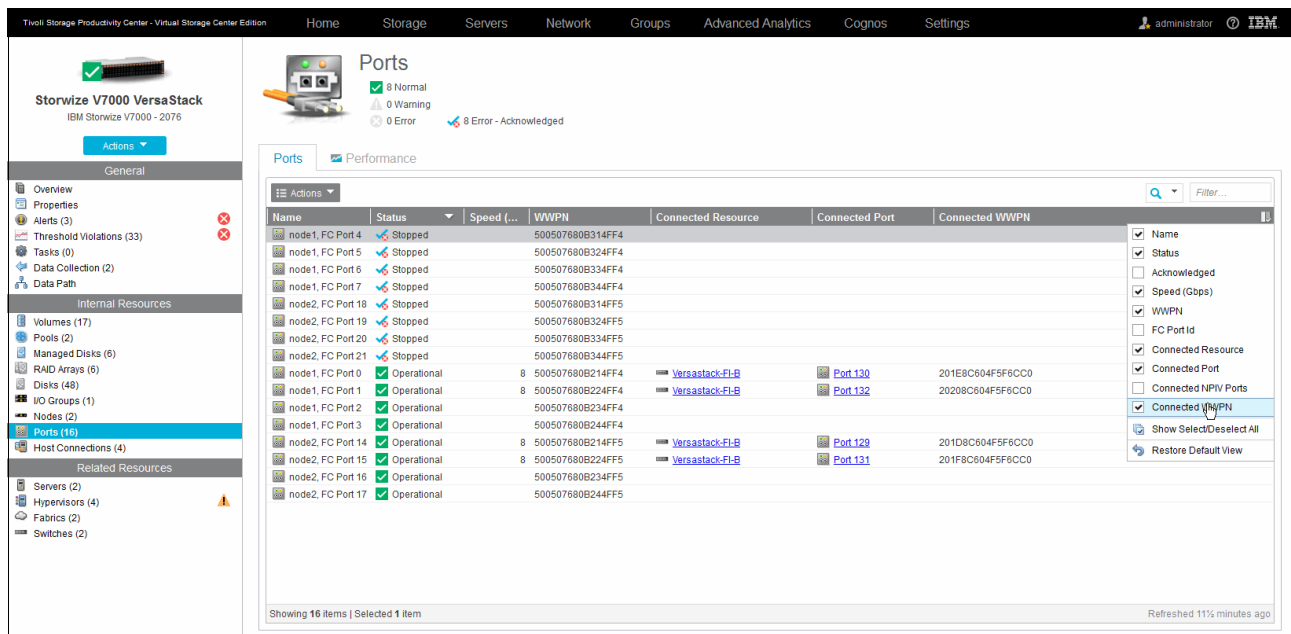 Tivoli Storage Productivity Center - Virtual Storage Center Edition Home Storage Servers Network Groups Advanced Analytics Cognos Settings administrator ? IBM.
Storwize V7000 VersaStack
IBM Storwize V7000 - 2076
Actions
General
Overview
Properties
Alerts (3)
Threshold Violations (33)
Tasks (0)
Data Collection (2)
Data Path
Internal Resources
Volumes (17)
Pools (2)
Managed Disks (6)
RAID Arrays (6)
Disks (48)
I/O Groups (1)
Nodes (2)
Ports (16)
Host Connections (4)
Related Resources
Servers (2)
Hypervisors (4)
Fabrics (2)
Switches (2)
Ports
8 Normal
0 Warning
0 Error 8 Error - Acknowledged
Ports Performance
Actions Filter...
Name Status Speed (... WWPN Connected Resource Connected Port Connected WWPN
node1, FC Port 4 Stopped 500507680B314FF4
node1, FC Port 5 Stopped 500507680B324FF4
node1, FC Port 6 Stopped 500507680B334FF4
node1, FC Port 7 Stopped 500507680B344FF4
node2, FC Port 18 Stopped 500507680B314FF5
node2, FC Port 19 Stopped 500507680B324FF5
node2, FC Port 20 Stopped 500507680B334FF5
node2, FC Port 21 Stopped 500507680B344FF5
node1, FC Port 0 Operational 8 500507680B214FF4 Versastack-FI-B Port 130 201E8C604F5F6CC0
node1, FC Port 1 Operational 8 500507680B224FF4 Versastack-FI-B Port 132 20208C604F5F6CC0
node1, FC Port 2 Operational 500507680B234FF4
node1, FC Port 3 Operational 500507680B244FF4
node2, FC Port 14 Operational 8 500507680B214FF5 Versastack-FI-B Port 129 201D8C604F5F6CC0
node2, FC Port 15 Operational 8 500507680B224FF5 Versastack-FI-B Port 131 201F8C604F5F6CC0
node2, FC Port 16 Operational 500507680B234FF5
node2, FC Port 17 Operational 500507680B244FF5
Name
Status
Acknowledged
Speed (Gbps)
WWPN
FC Port Id
Connected Resource
Connected Port
Connected NPIV Ports
Connected WWPN
Show Select/Deselect All
Restore Default View
Showing 16 items | Selected 1 item Refreshed 11½ minutes ago